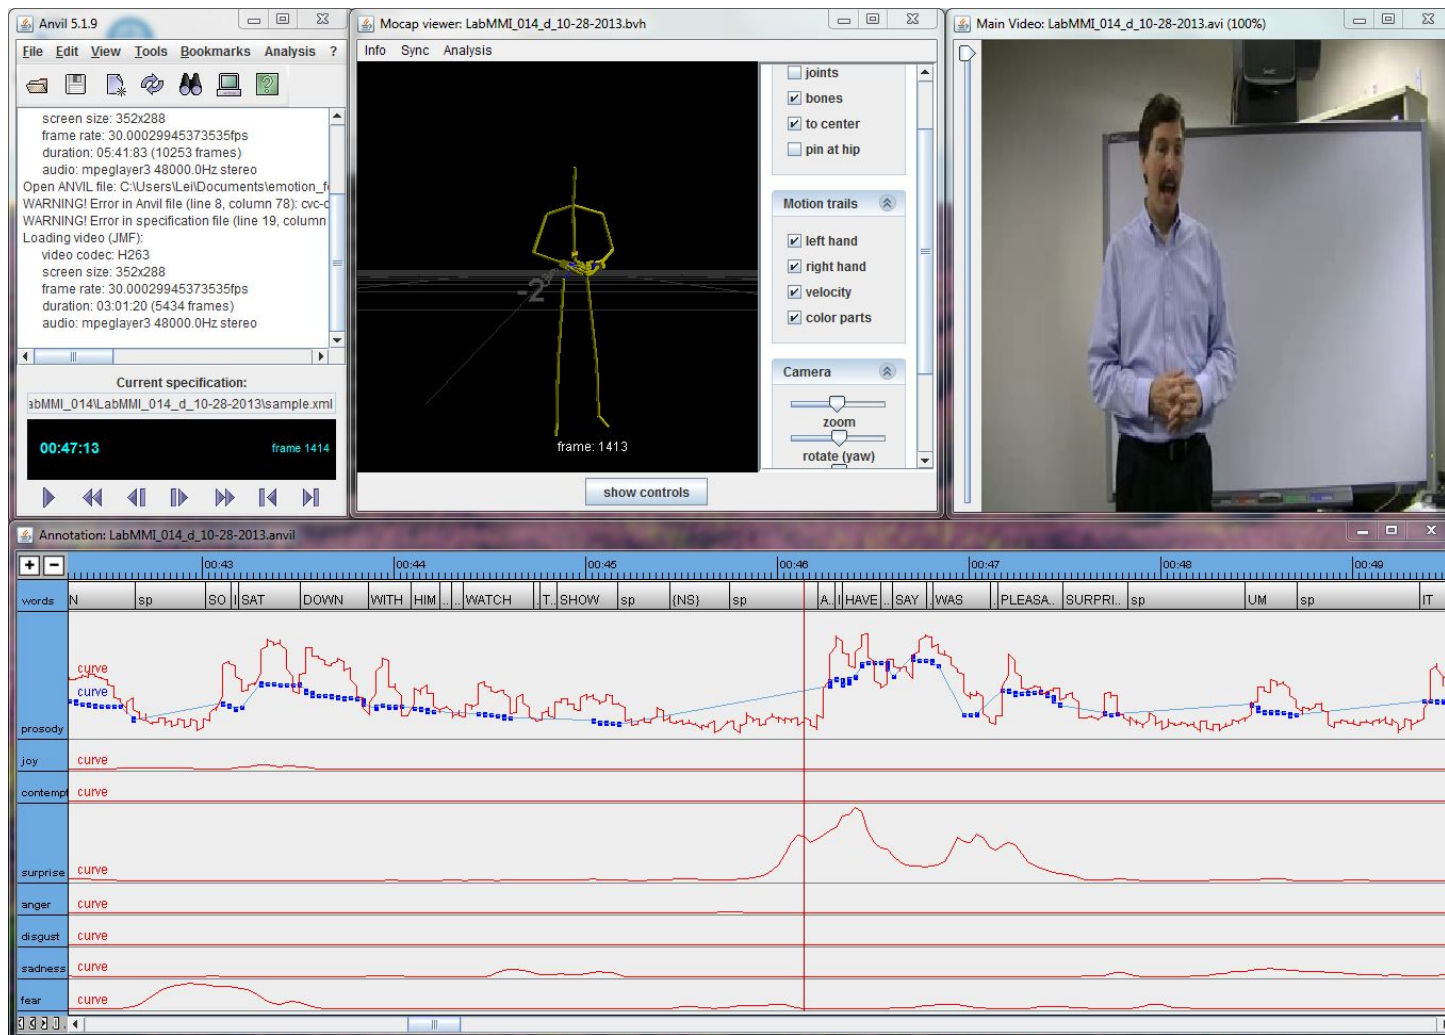 Anvil 5.1.9
File Edit View Tools Bookmarks Analysis ?
screen size: 352x288
frame rate: 30.00029945373535fps
duration: 05:41:83 (10253 frames)
audio: mpeglayer3 48000.0Hz stereo
Open ANVIL file: C:\Users\Lei\Documents\emotion_f
WARNING! Error in Anvil file (line 8, column 78): cvc-c
WARNING! Error in specification file (line 19, column
Loading video (JMF):
video codec: H263
screen size: 352x288
frame rate: 30.00029945373535fps
duration: 03:01:20 (5434 frames)
audio: mpeglayer3 48000.0Hz stereo
Current specification:
abMMI_014\LabMMI_014_d_10-28-2013\sample.xml
00:47:13 frame 1414
Mocap viewer: LabMMI_014_d_10-28-2013.bvh
Info Sync Analysis
-2
frame: 1413
joints
bones
to center
pin at hip
Motion trails
left hand
right hand
velocity
color parts
Camera
zoom
rotate (yaw)
show controls
Main Video: LabMMI_014_d_10-28-2013.avi (100%)
Annotation: LabMMI_014_d_10-28-2013.anvil
+ -
00:43 00:44 00:45 00:46 00:47 00:48 00:49
words N sp SO I SAT DOWN WITH HIM .. .. WATCH . T.. SHOW sp {NS} sp A.. I HAVE .. SAY . WAS . PLEASA.. SURPRI.. sp UM sp IT
curve
curve
prosody
joy curve
contempt curve
surprise curve
anger curve
disgust curve
sadness curve
fear curve